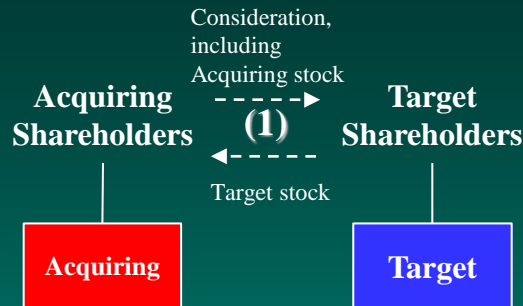 Consideration,
including
Acquiring stock
Acquiring
Shareholders
(1)
Target
Shareholders
Target stock
Acquiring
Target